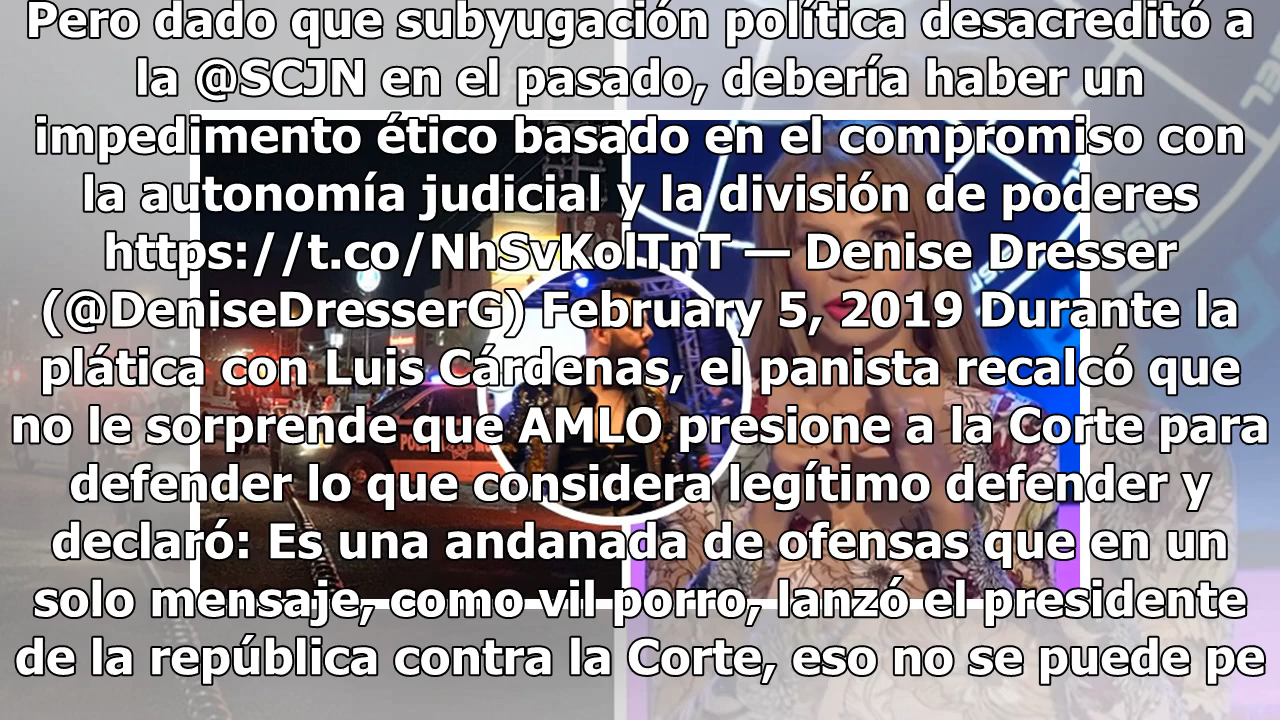 Pero dado que subyugación política desacreditó a
la @SCJN en el pasado, debería haber un
impedimento ético basado en el compromiso con
la autonomía judicial y la división de poderes
https://t.co/NhSvKolTnT — Denise Dresser
(@DeniseDresserG) February 5, 2019 Durante la
plática con Luis Cárdenas, el panista recalcó que
no le sorprende que AMLO presione a la Corte para
defender lo que considera legítimo defender y
declaró: Es una andanada de ofensas que en un
solo mensaje, como vil porro, lanzó el presidente
de la república contra la Corte, eso no se puede pe